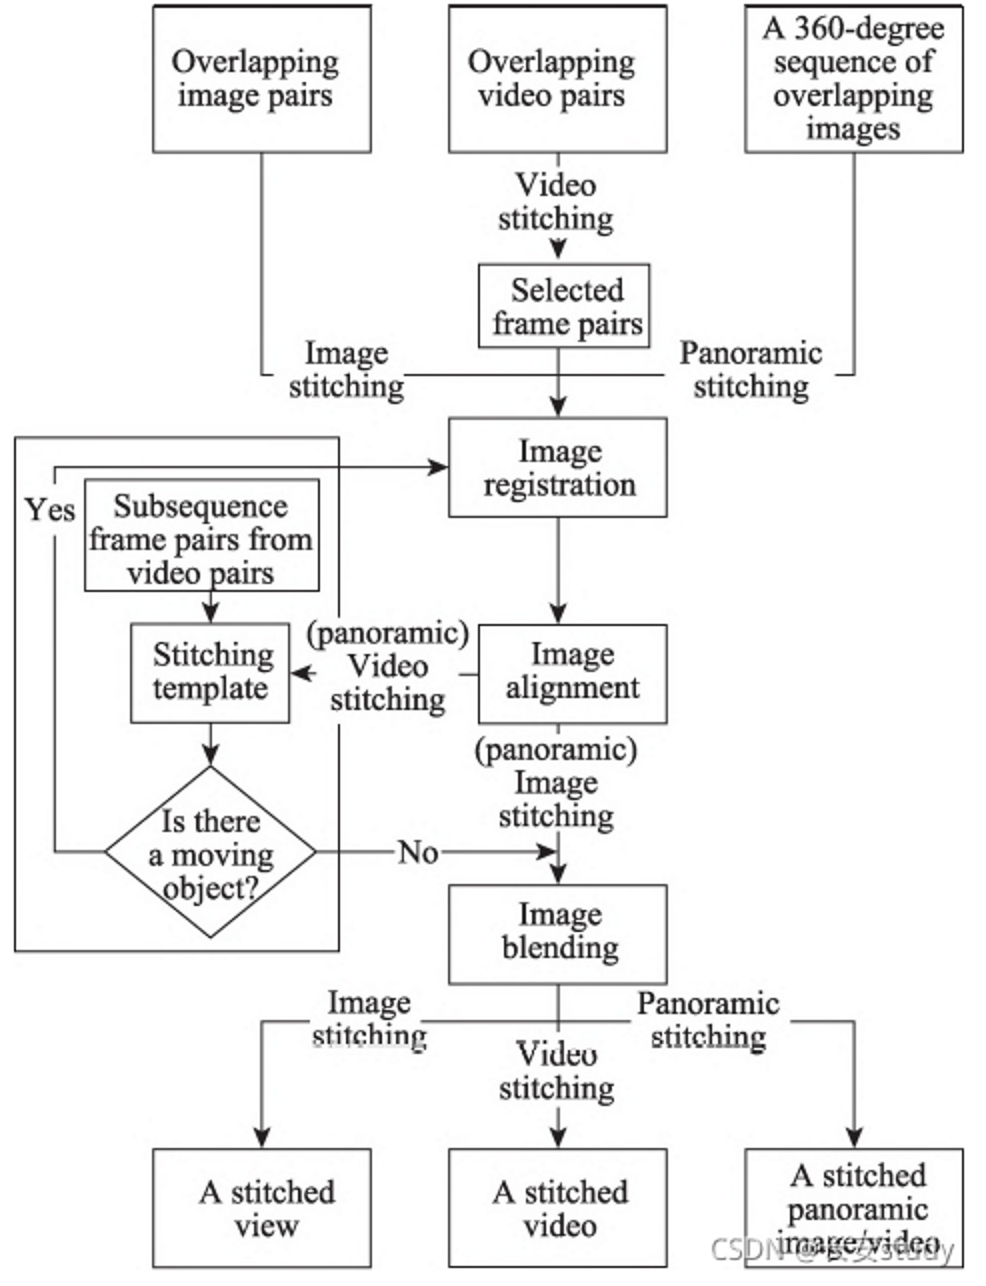 Overlapping
image pairs
Overlapping
video pairs
A 360-degree
sequence of
overlapping
images
Video
stitching
Selected
frame pairs
Image
stitching
Panoramic
stitching
Image
registration
Yes
Subsequence
frame pairs from
video pairs
(panoramic)
Video
stitching
Stitching
template
Image
alignment
(panoramic)
Image
stitching
Is there
a moving
object?
No
Image
blending
Image
stitching
Panoramic
stitching
Video
stitching
A stitched
view
A stitched
video
A stitched
panoramic
image/video
CSDN study